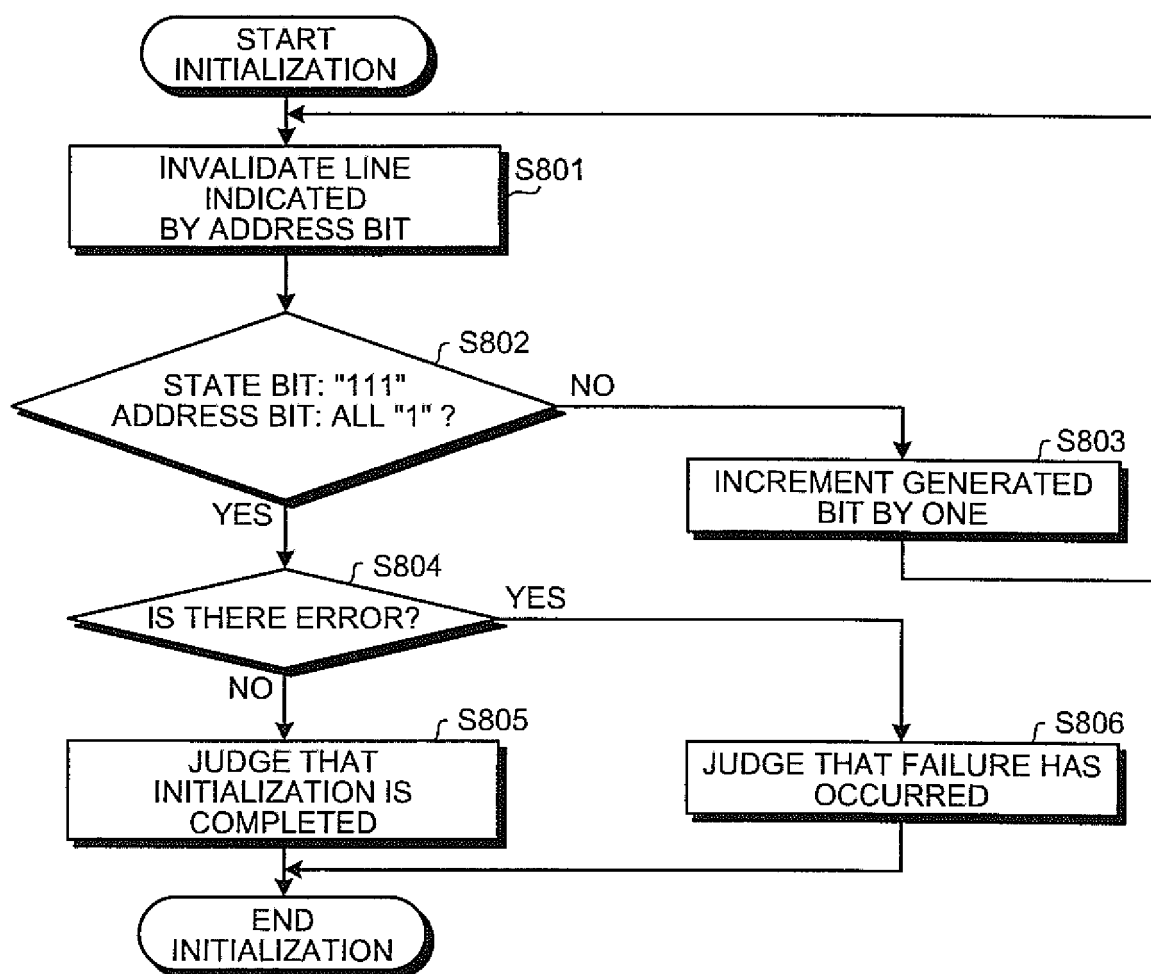 START
INITIALIZATION
INVALIDATE LINE
INDICATED
BY ADDRESS BIT
S801
S802
STATE BIT: "111"
ADDRESS BIT: ALL "1" ?
NO
YES
S803
INCREMENT GENERATED
BIT BY ONE
S804
IS THERE ERROR?
YES
NO
S805
JUDGE THAT
INITIALIZATION IS
COMPLETED
S806
JUDGE THAT FAILURE HAS
OCCURRED
END
INITIALIZATION